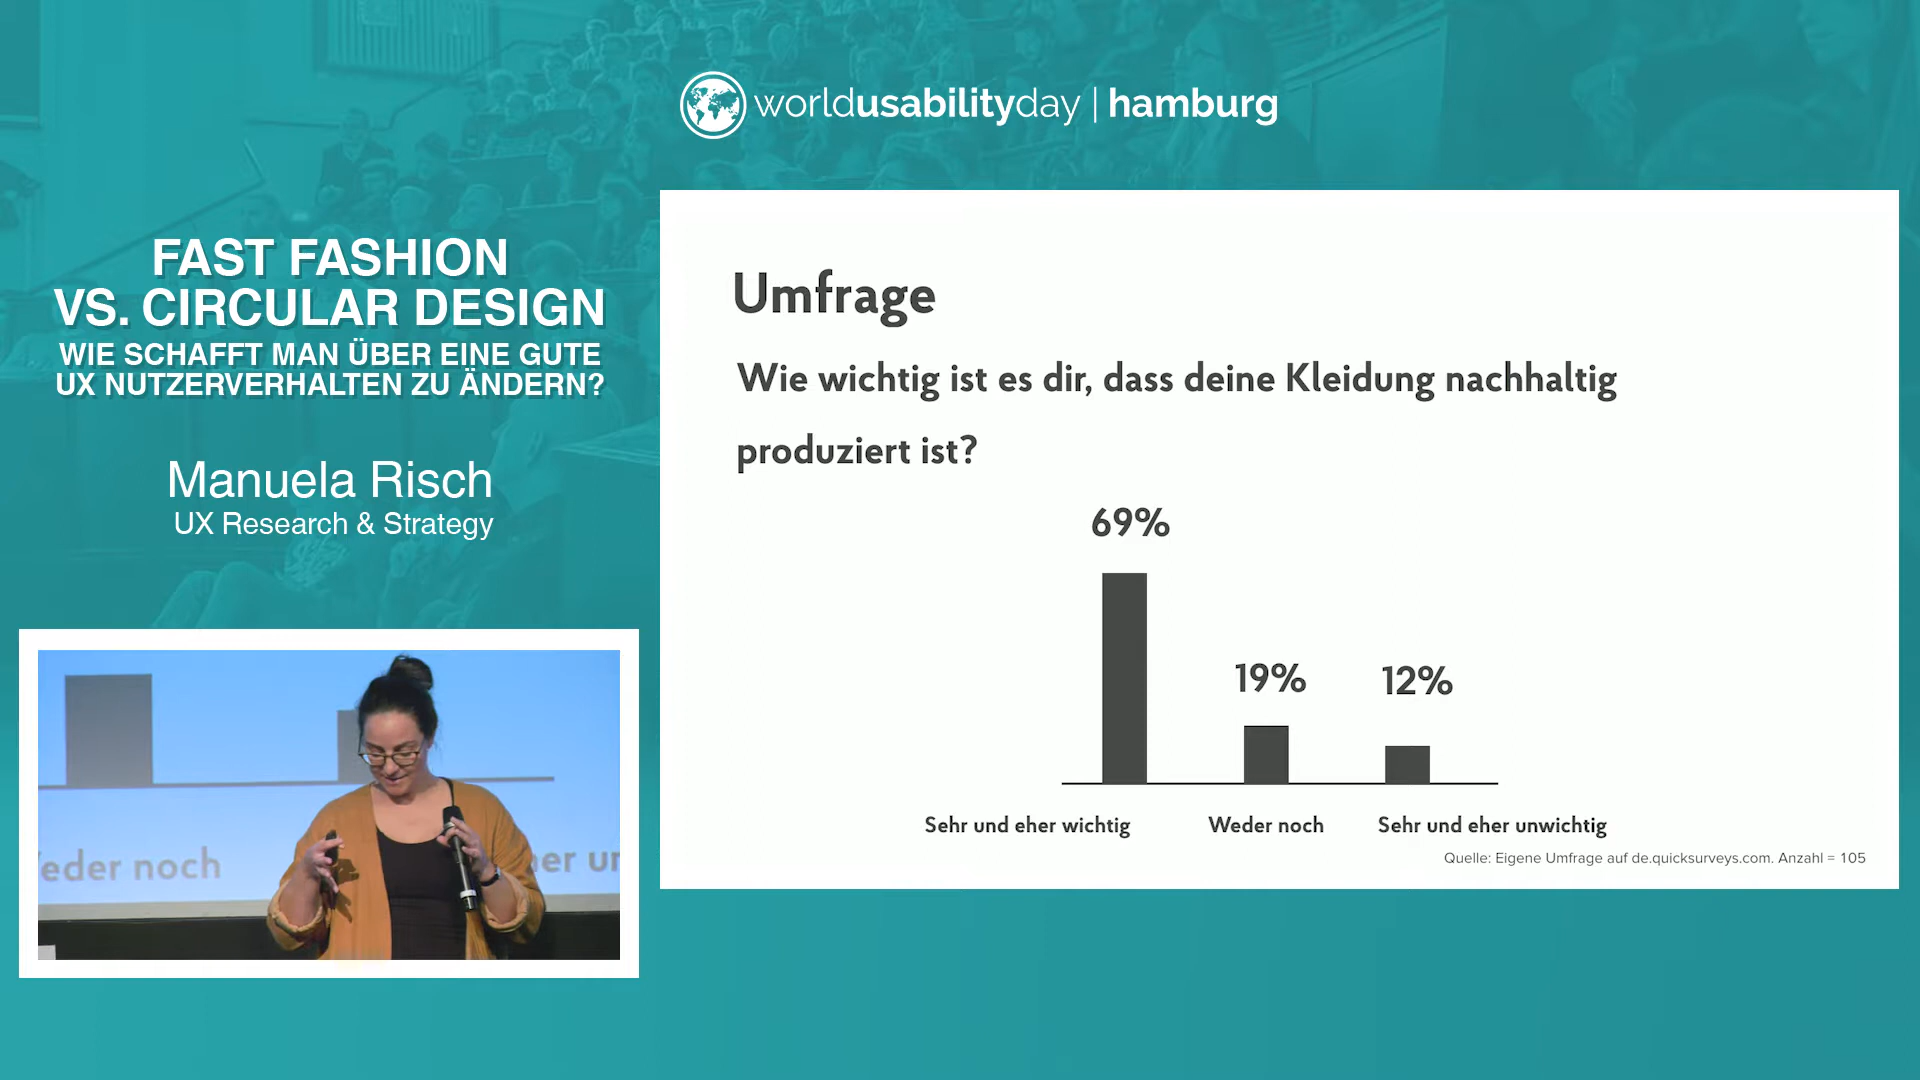 worldusabilityday | hamburg
FAST FASHION
VS. CIRCULAR DESIGN
WIE SCHAFFT MAN ÜBER EINE GUTE
UX NUTZERVERHALTEN ZU ÄNDERN?
Manuela Risch
UX Research & Strategy
Umfrage
Wie wichtig ist es dir, dass deine Kleidung nachhaltig
produziert ist?
69%
19%
12%
Sehr und eher wichtig
Weder noch
Sehr und eher unwichtig
Quelle: Eigene Umfrage auf de.quicksurveys.com. Anzahl = 105
eder noch
her un